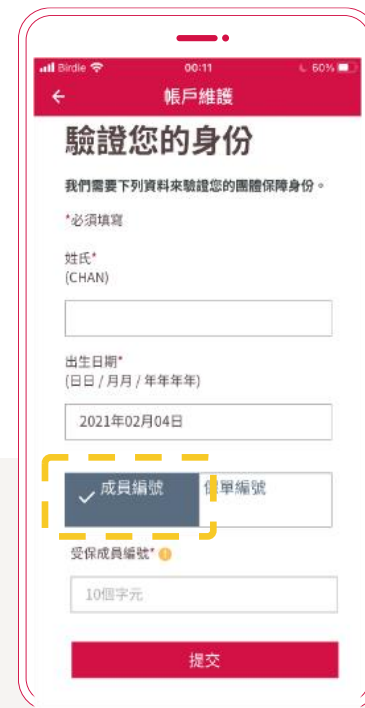 Birdie 00:11 60%
帳戶維護
驗證您的身份
我們需要下列資料來驗證您的團體保障身份。
*必須填寫
姓氏*
(CHAN)
出生日期*
(日日 / 月月 / 年年年年)
2021年02月04日
成員編號 保單編號
受保成員編號*
10個字元
提交